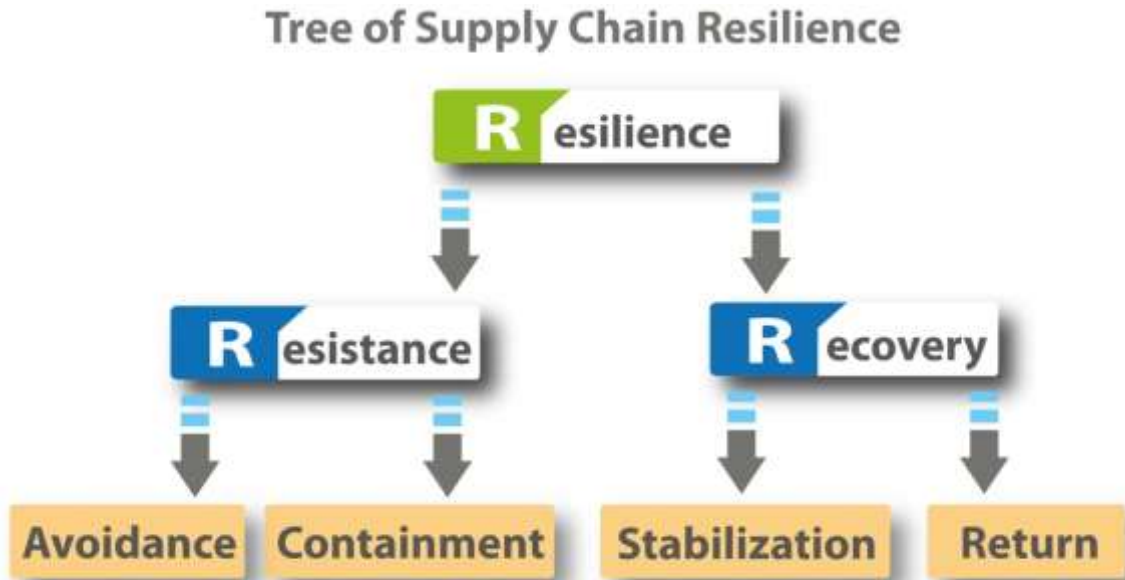 Tree of Supply Chain Resilience
Resilience
Resistance
Recovery
Avoidance
Containment
Stabilization
Return